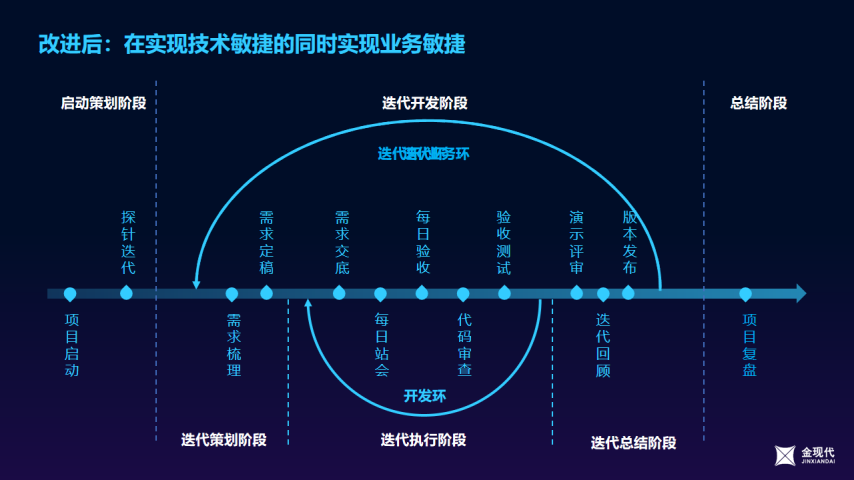 改进后：在实现技术敏捷的同时实现业务敏捷
启动策划阶段
迭代开发阶段
总结阶段
业务环
探针迭代
需求定稿
需求交底
每日验收
验收测试
演示评审
版本发布
项目启动
需求梳理
每日站会
代码审查
迭代回顾
项目复盘
开发环
迭代策划阶段
迭代执行阶段
迭代总结阶段
金现代
JINXIANDAI